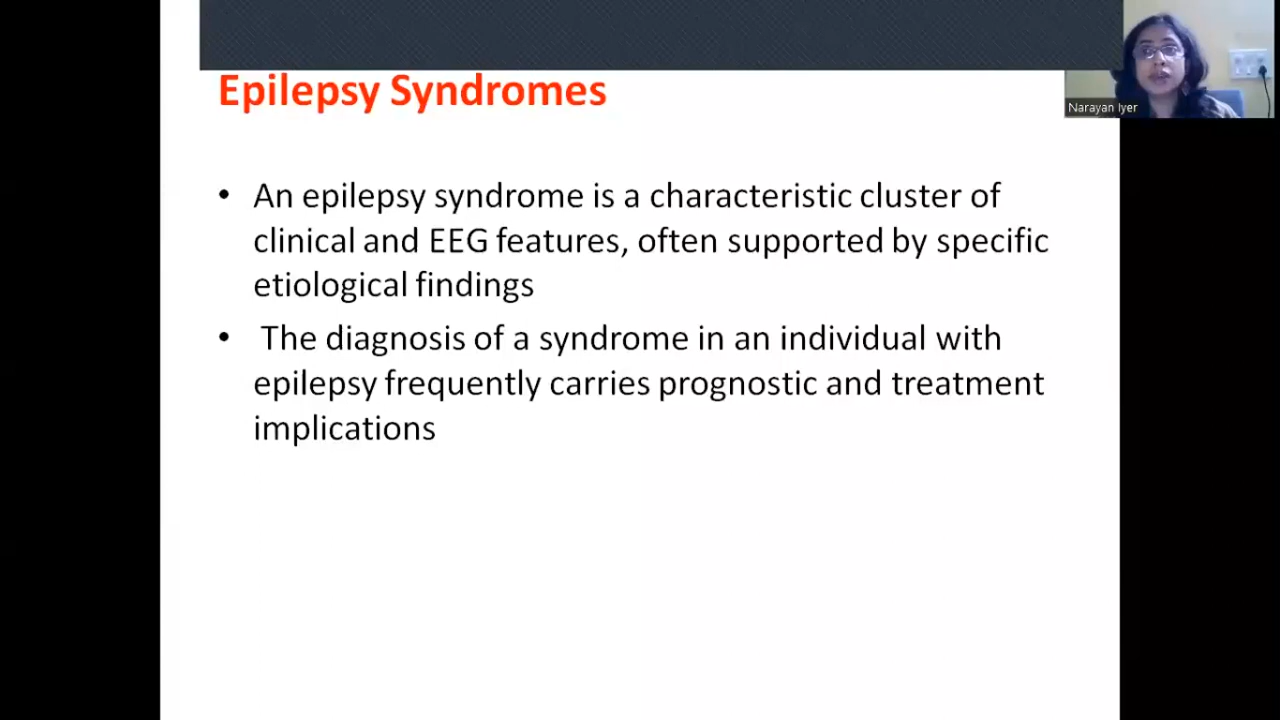 Epilepsy Syndromes
Narayan Iyer
• An epilepsy syndrome is a characteristic cluster of
clinical and EEG features, often supported by specific
etiological findings
• The diagnosis of a syndrome in an individual with
epilepsy frequently carries prognostic and treatment
implications